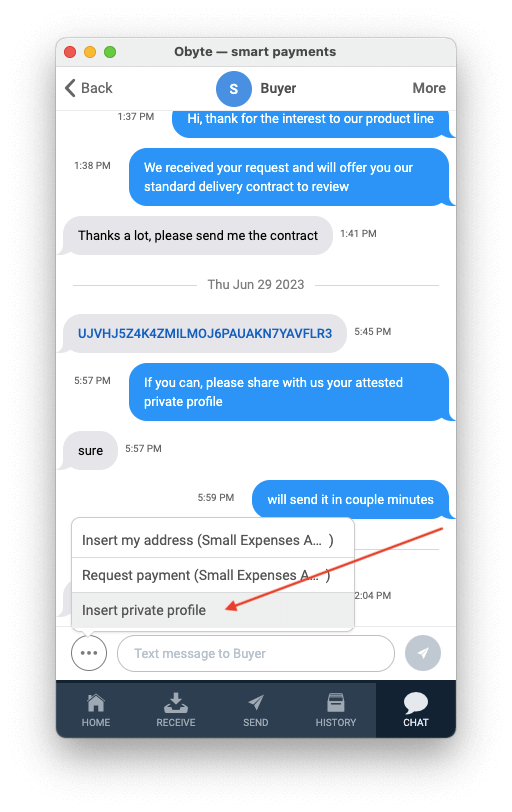 Obyte — smart payments
Back
S
Buyer
More
1:37 PM
Hi, thank for the interest to our product line
1:38 PM
We received your request and will offer you our
standard delivery contract to review
Thanks a lot, please send me the contract
1:41 PM
Thu Jun 29 2023
UJVHJ5Z4K4ZMILMOJ6PAUAKN7YAVFLR3
5:45 PM
5:57 PM
If you can, please share with us your attested
private profile
sure
5:57 PM
5:59 PM
will send it in couple minutes
Insert my address (Small Expenses A... )
Request payment (Small Expenses A... )
2:04 PM
Insert private profile
Text message to Buyer
HOME
RECEIVE
SEND
HISTORY
CHAT